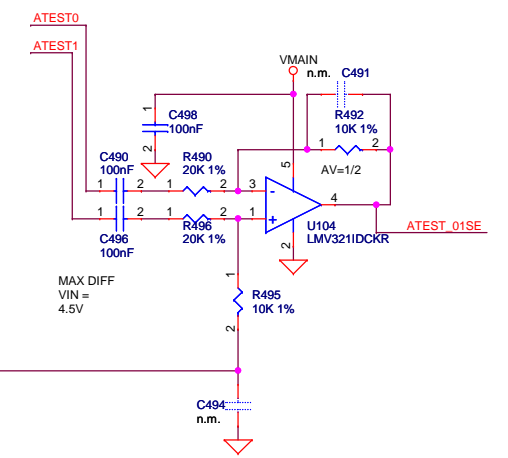 ATEST0
ATEST1
VMAIN
n.m.
C491
1
C498
100nF
2
R492
10K 1%
1
2
AV=1/2
5
C490
100nF
1
2
R490
20K 1%
1
2
3
-
4
1
2
1
2
1
+
R496
20K 1%
C496
100nF
U104
LMV321IDCKR
2
ATEST_01SE
MAX DIFF
VIN =
4.5V
1
R495
10K 1%
2
C494
n.m.